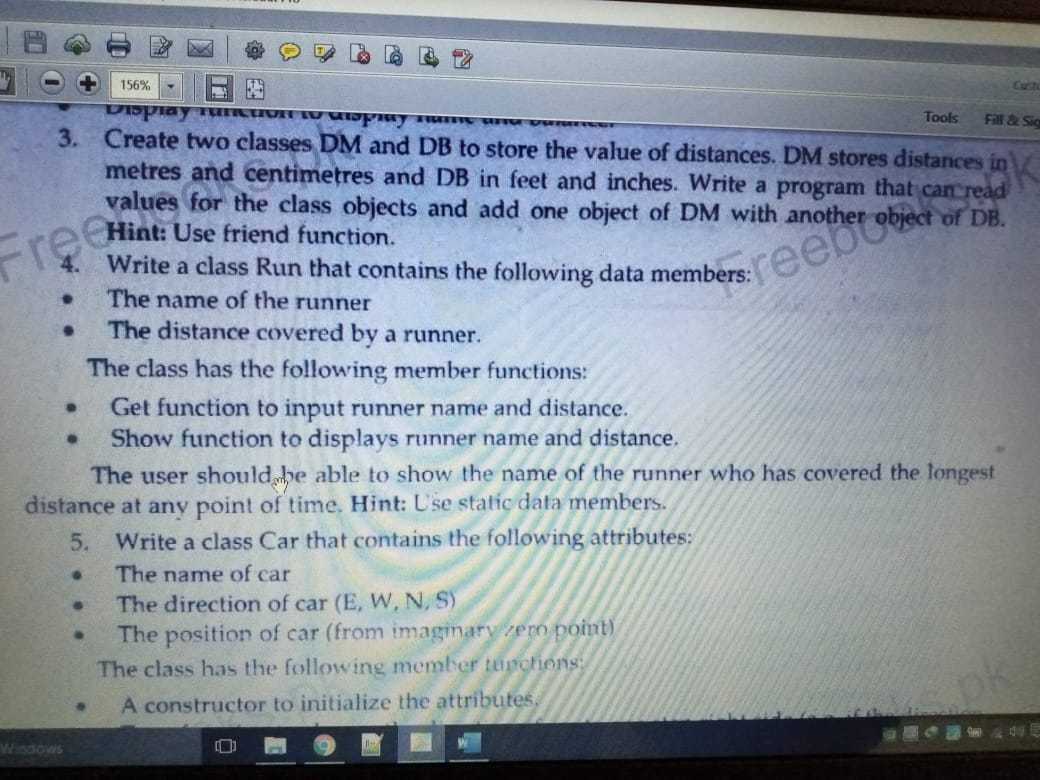 156%
Tools Fill & Sig
Display function to display name and balance.
3. Create two classes DM and DB to store the value of distances. DM stores distances in
metres and centimetres and DB in feet and inches. Write a program that can read
values for the class objects and add one object of DM with another object of DB.
Hint: Use friend function.
4. Write a class Run that contains the following data members:
• The name of the runner
• The distance covered by a runner.
The class has the following member functions:
• Get function to input runner name and distance.
• Show function to displays runner name and distance.
The user should be able to show the name of the runner who has covered the longest
distance at any point of time. Hint: Use static data members.
5. Write a class Car that contains the following attributes:
• The name of car
• The direction of car (E, W, N, S)
• The position of car (from imaginary zero point)
The class has the following member functions:
• A constructor to initialize the attributes.
Windows